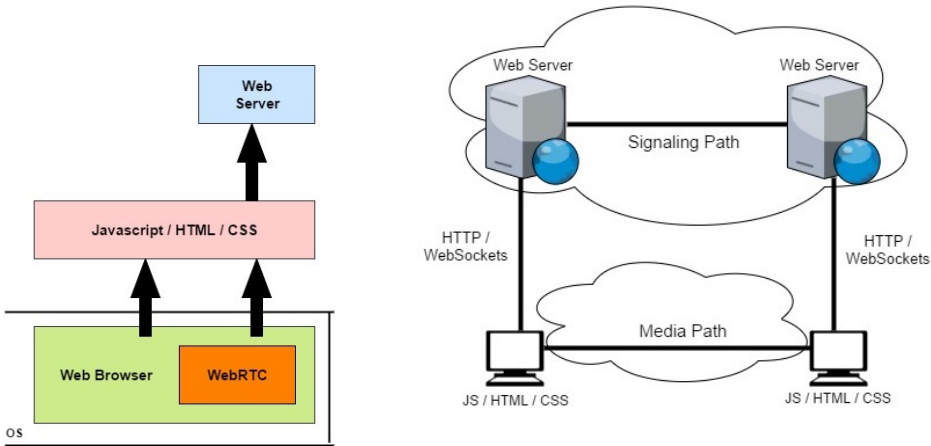 Web
Server
Javascript / HTML / CSS
Web Browser
WebRTC
OS
Web Server
Web Server
Signaling Path
HTTP /
WebSockets
HTTP /
WebSockets
Media Path
JS / HTML / CSS
JS / HTML / CSS